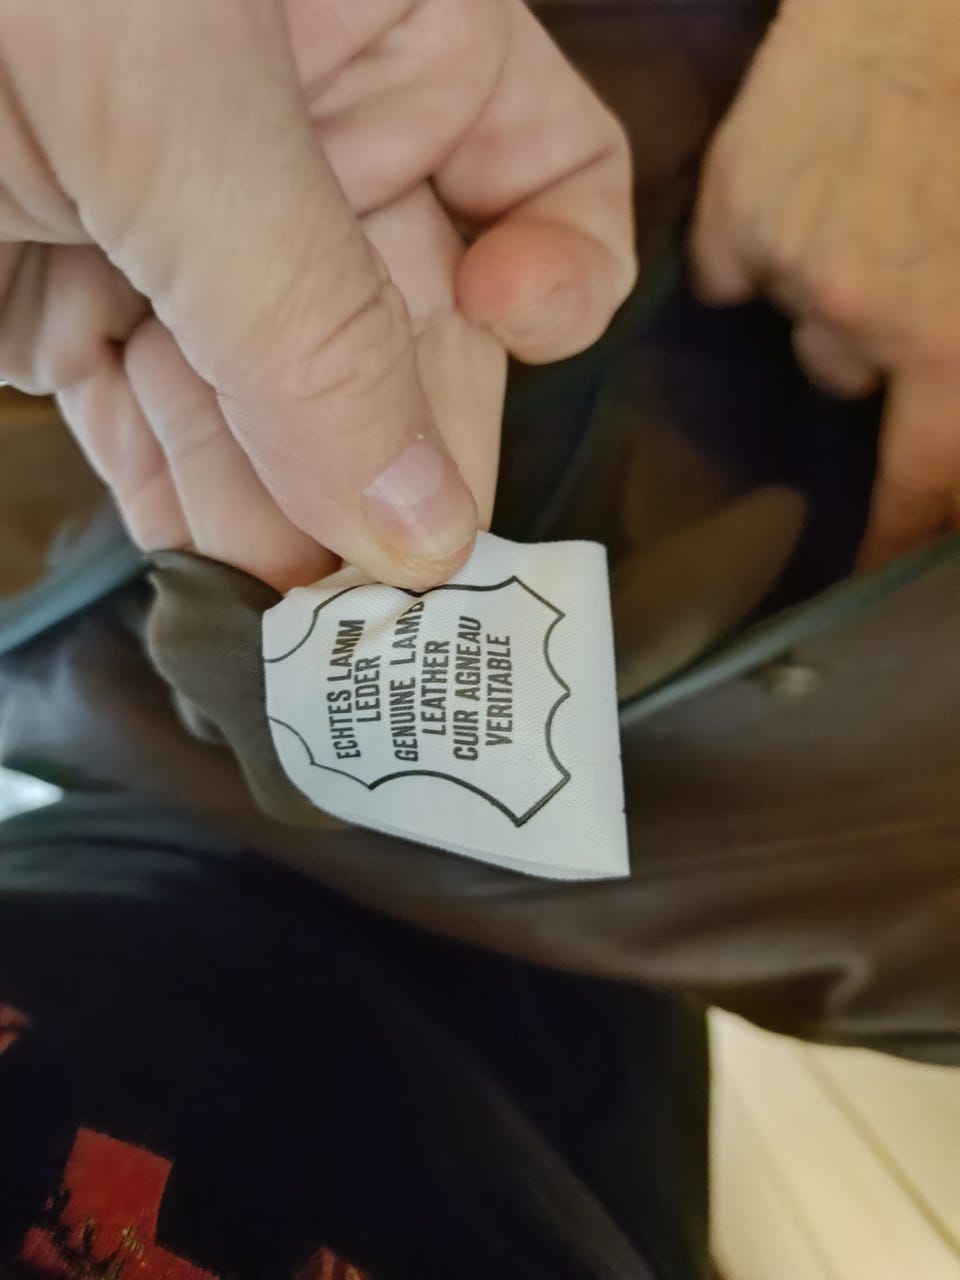 ECHTES LAMM
LEDER
GENUINE LAMB
LEATHER
CUIR AGNEAU
VERITABLE